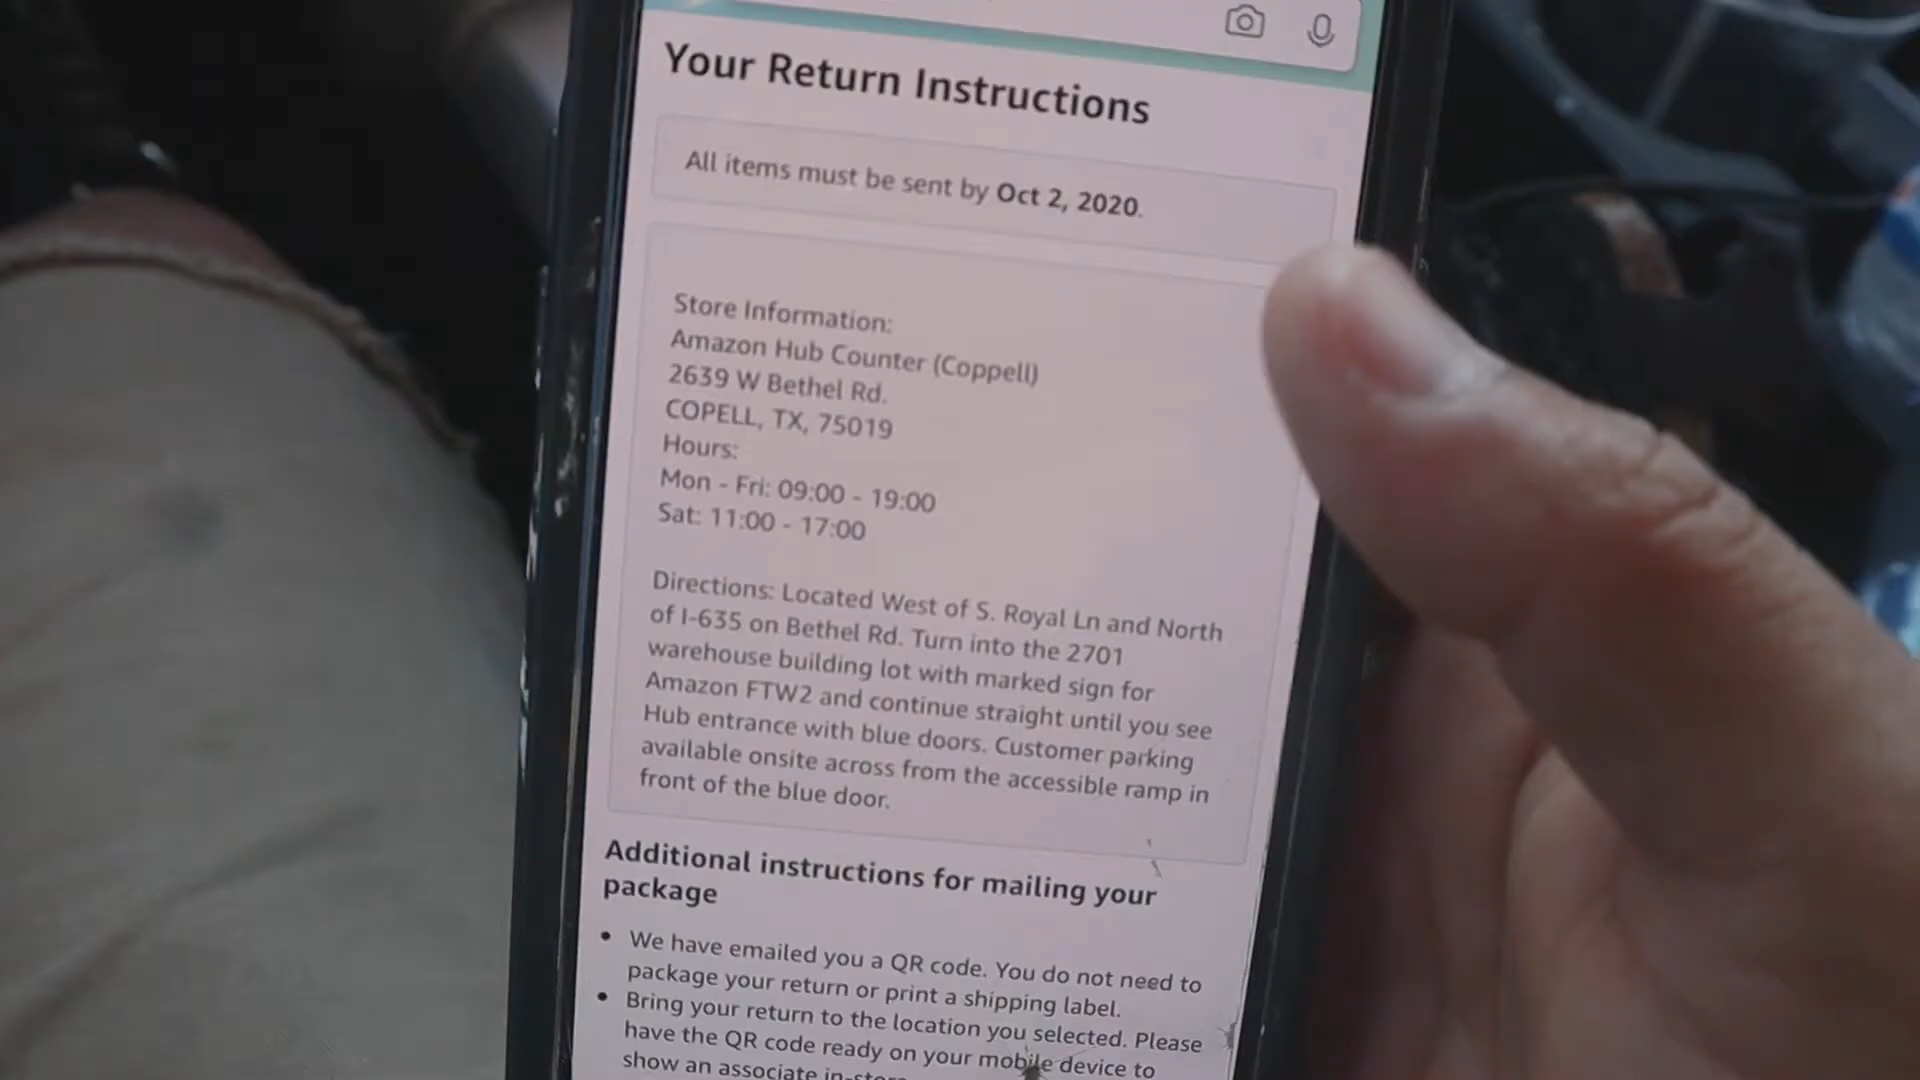 Your Return Instructions
All items must be sent by Oct 2, 2020.
Store Information:
Amazon Hub Counter (Coppell)
2639 W Bethel Rd.
COPELL, TX, 75019
Hours:
Mon - Fri: 09:00 - 19:00
Sat: 11:00 - 17:00
Directions: Located West of S. Royal Ln and North
of I-635 on Bethel Rd. Turn into the 2701
warehouse building lot with marked sign for
Amazon FTW2 and continue straight until you see
Hub entrance with blue doors. Customer parking
available onsite across from the accessible ramp in
front of the blue door.
Additional instructions for mailing your
package
• We have emailed you a QR code. You do not need to
package your return or print a shipping label.
• Bring your return to the location you selected. Please
have the QR code ready on your mobile device to
show an associate in-store